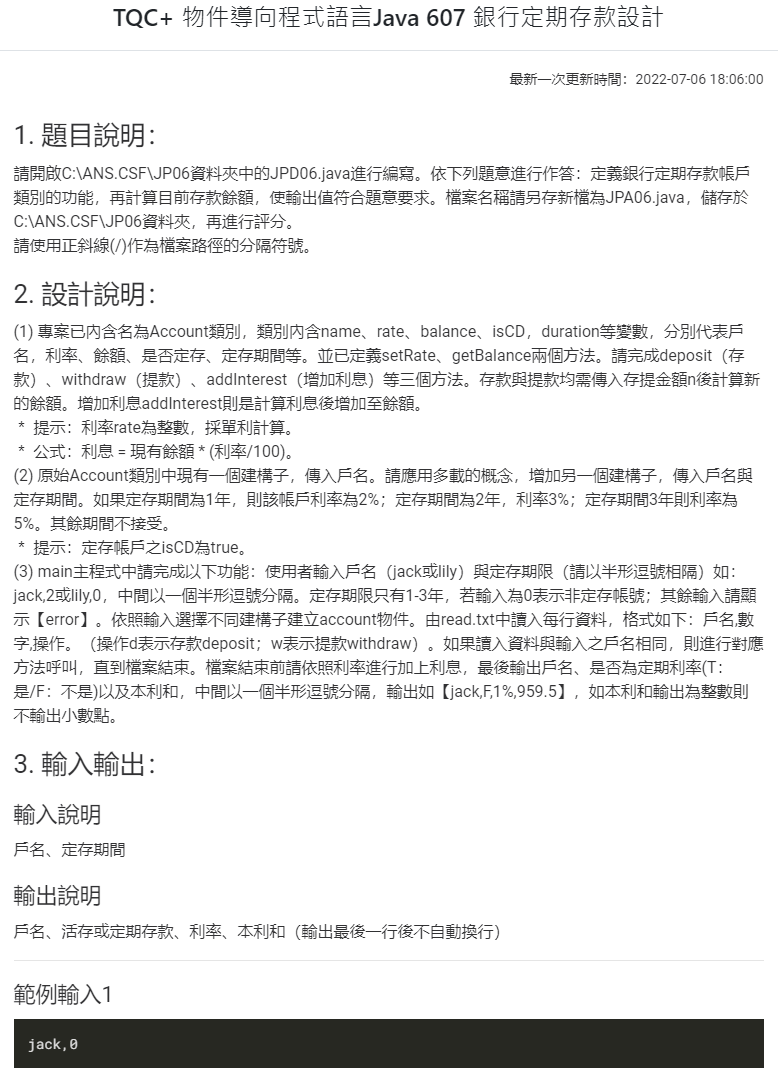 TQC+ 物件導向程式語言Java 607 銀行定期存款設計
最新一次更新時間：2022-07-06 18:06:00
1. 題目說明：
請開啟C:\ANS.CSF\JP06資料夾中的JPD06.java進行編寫。依下列題意進行作答：定義銀行定期存款帳戶
類別的功能，再計算目前存款餘額，使輸出值符合題意要求。檔案名稱請另存新檔為JPA06.java，儲存於
C:\ANS.CSF\JP06資料夾，再進行評分。
請使用正斜線(/)作為檔案路徑的分隔符號。
2. 設計說明：
(1) 專案已內含名為Account類別，類別內含name、rate、balance、isCD，duration等變數，分別代表戶
名，利率、餘額、是否定存、定存期間等。並已定義setRate、getBalance兩個方法。請完成deposit（存
款）、withdraw（提款）、addInterest（增加利息）等三個方法。存款與提款均需傳入存提金額n後計算新
的餘額。增加利息addInterest則是計算利息後增加至餘額。
* 提示：利率rate為整數，採單利計算。
* 公式：利息 = 現有餘額 * (利率/100)。
(2) 原始Account類別中現有一個建構子，傳入戶名。請應用多載的概念，增加另一個建構子，傳入戶名與
定存期間。如果定存期間為1年，則該帳戶利率為2%；定存期間為2年，利率3%；定存期間3年則利率為
5%。其餘期間不接受。
* 提示：定存帳戶之isCD為true。
(3) main主程式中請完成以下功能：使用者輸入戶名（jack或lily）與定存期限（請以半形逗號相隔）如：
jack,2或lily,0，中間以一個半形逗號分隔。定存期限只有1-3年，若輸入為0表示非定存帳號；其餘輸入請顯
示【error】。依照輸入選擇不同建構子建立account物件。由read.txt中讀入每行資料，格式如下：戶名,數
字,操作。（操作d表示存款deposit；w表示提款withdraw）。如果讀入資料與輸入之戶名相同，則進行對應
方法呼叫，直到檔案結束。檔案結束前請依照利率進行加上利息，最後輸出戶名、是否為定期利率(T：
是/F：不是)以及本利和，中間以一個半形逗號分隔，輸出如【jack,F,1%,959.5】，如本利和輸出為整數則
不輸出小數點。
3. 輸入輸出：
輸入說明
戶名、定存期間
輸出說明
戶名、活存或定期存款、利率、本利和（輸出最後一行後不自動換行）
範例輸入1
jack,0